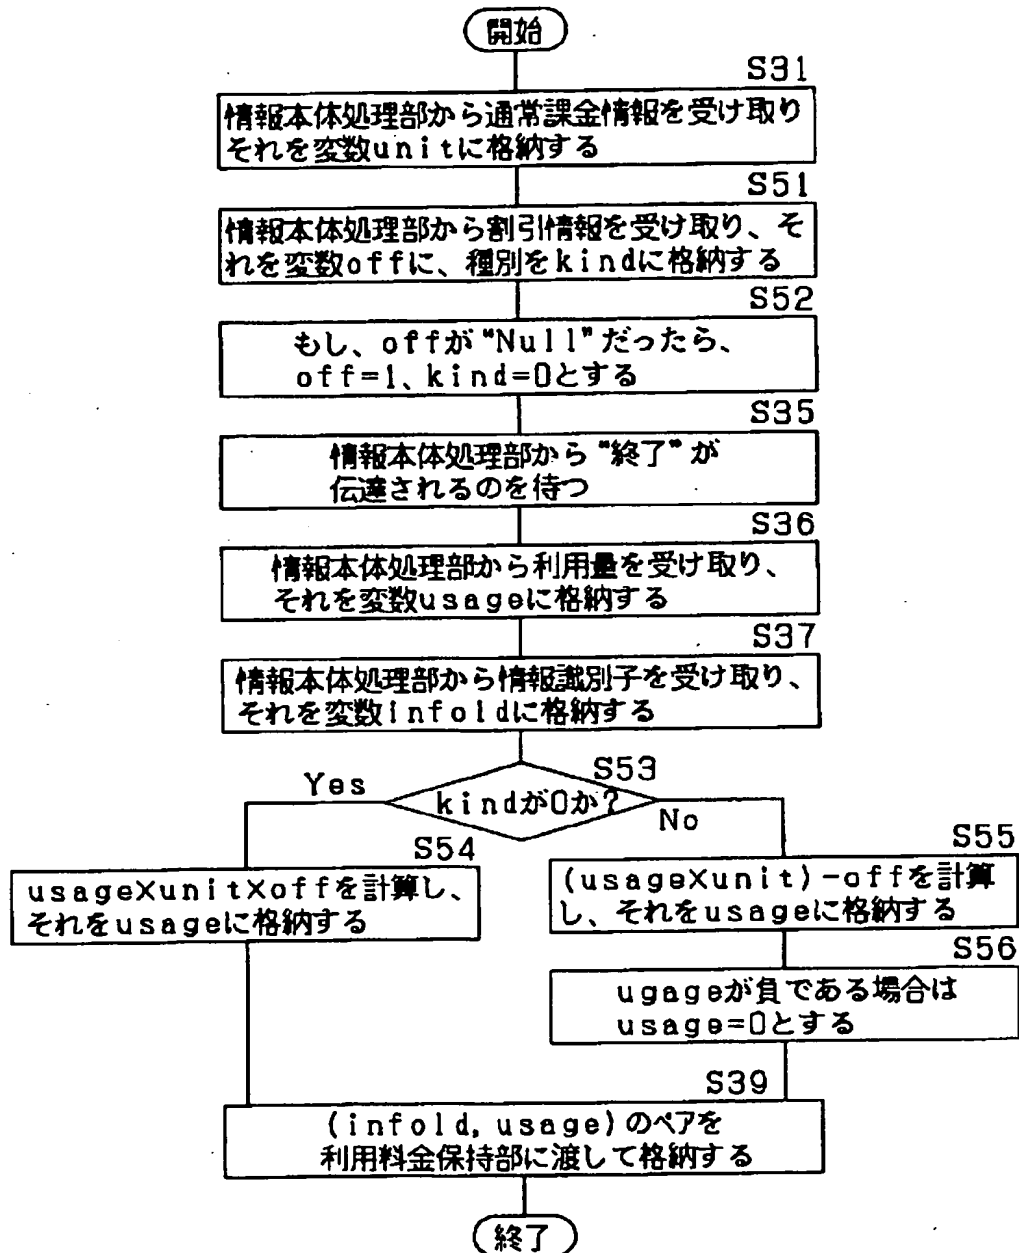 開始
S31
情報本体処理部から通常課金情報を受け取り
それを変数unitに格納する
S51
情報本体処理部から割引情報を受け取り、そ
れを変数offに、種別をkindに格納する
S52
もし、offが"Null"だったら、
off=1、kind=0とする
S35
情報本体処理部から"終了"が
伝達されるのを待つ
S36
情報本体処理部から利用量を受け取り、
それを変数usageに格納する
S37
情報本体処理部から情報識別子を受け取り、
それを変数infoIdに格納する
S53
kindが0か?
Yes
No
S54
usage×unit×offを計算し、
それをusageに格納する
S55
(usage×unit)-offを計算
し、それをusageに格納する
S56
ugageが負である場合は
usage=0とする
S39
(infoId,usage)のペアを
利用料金保持部に渡して格納する
終了